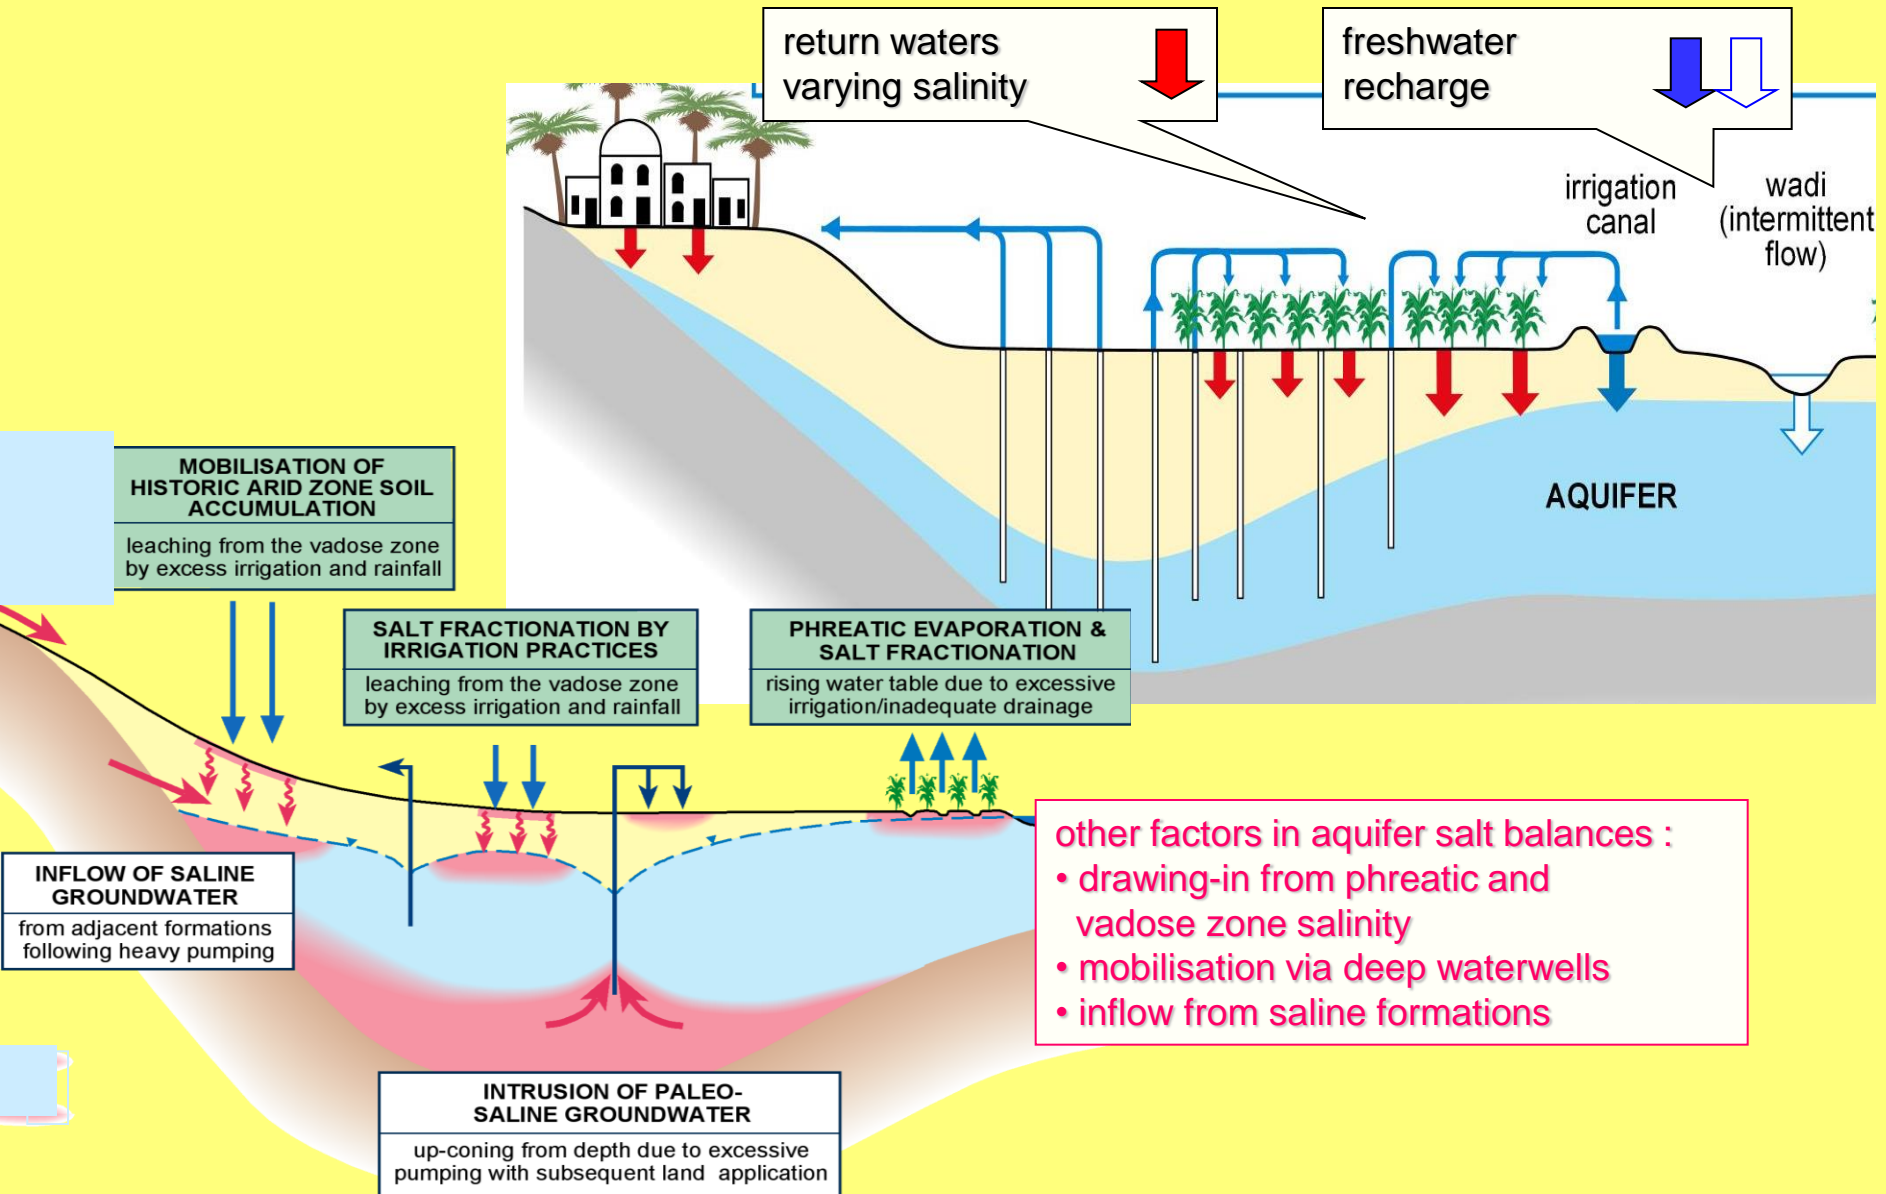 return waters
varying salinity
freshwater
recharge
irrigation
canal
wadi
(intermittent
flow)
AQUIFER
MOBILISATION OF
HISTORIC ARID ZONE SOIL
ACCUMULATION
leaching from the vadose zone
by excess irrigation and rainfall
SALT FRACTIONATION BY
IRRIGATION PRACTICES
leaching from the vadose zone
by excess irrigation and rainfall
PHREATIC EVAPORATION &
SALT FRACTIONATION
rising water table due to excessive
irrigation/inadequate drainage
INFLOW OF SALINE
GROUNDWATER
from adjacent formations
following heavy pumping
other factors in aquifer salt balances :
• drawing-in from phreatic and
vadose zone salinity
• mobilisation via deep waterwells
• inflow from saline formations
INTRUSION OF PALEO-
SALINE GROUNDWATER
up-coning from depth due to excessive
pumping with subsequent land application